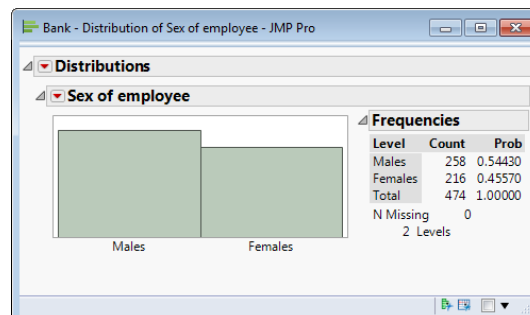 Bank - Distribution of Sex of employee - JMP Pro
Distributions
Sex of employee
Males Females
Frequencies
Level Count Prob
Males 258 0.54430
Females 216 0.45570
Total 474 1.00000
N Missing 0
2 Levels